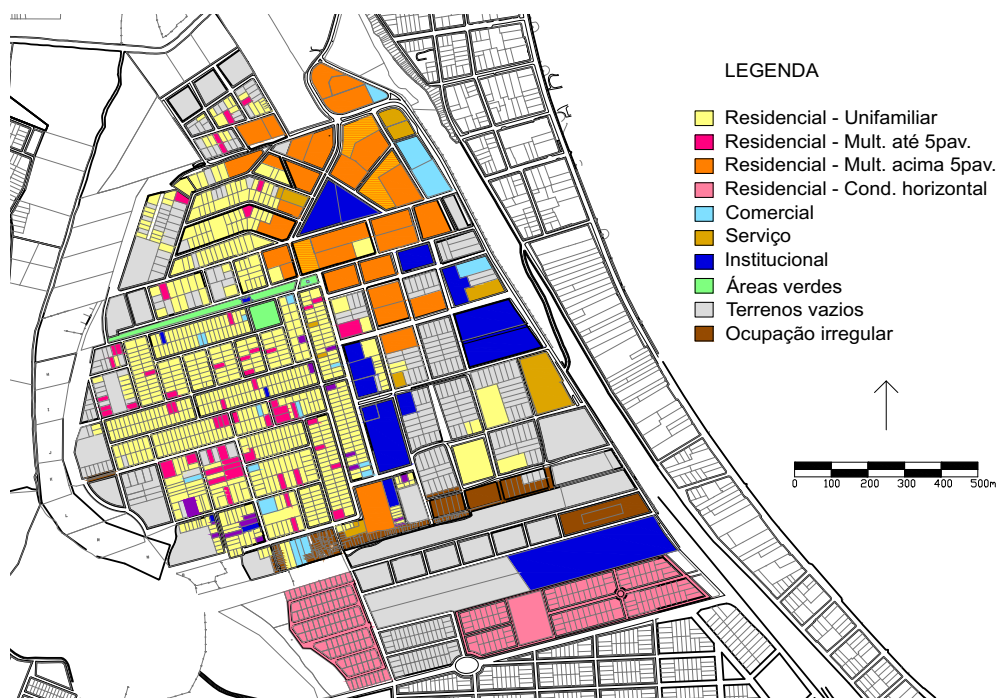 LEGENDA
Residencial - Unifamiliar
Residencial - Mult. até 5pav.
Residencial - Mult. acima 5pav.
Residencial - Cond. horizontal
Comercial
Serviço
Institucional
Áreas verdes
Terrenos vazios
Ocupação irregular
0 100 200 300 400 500m